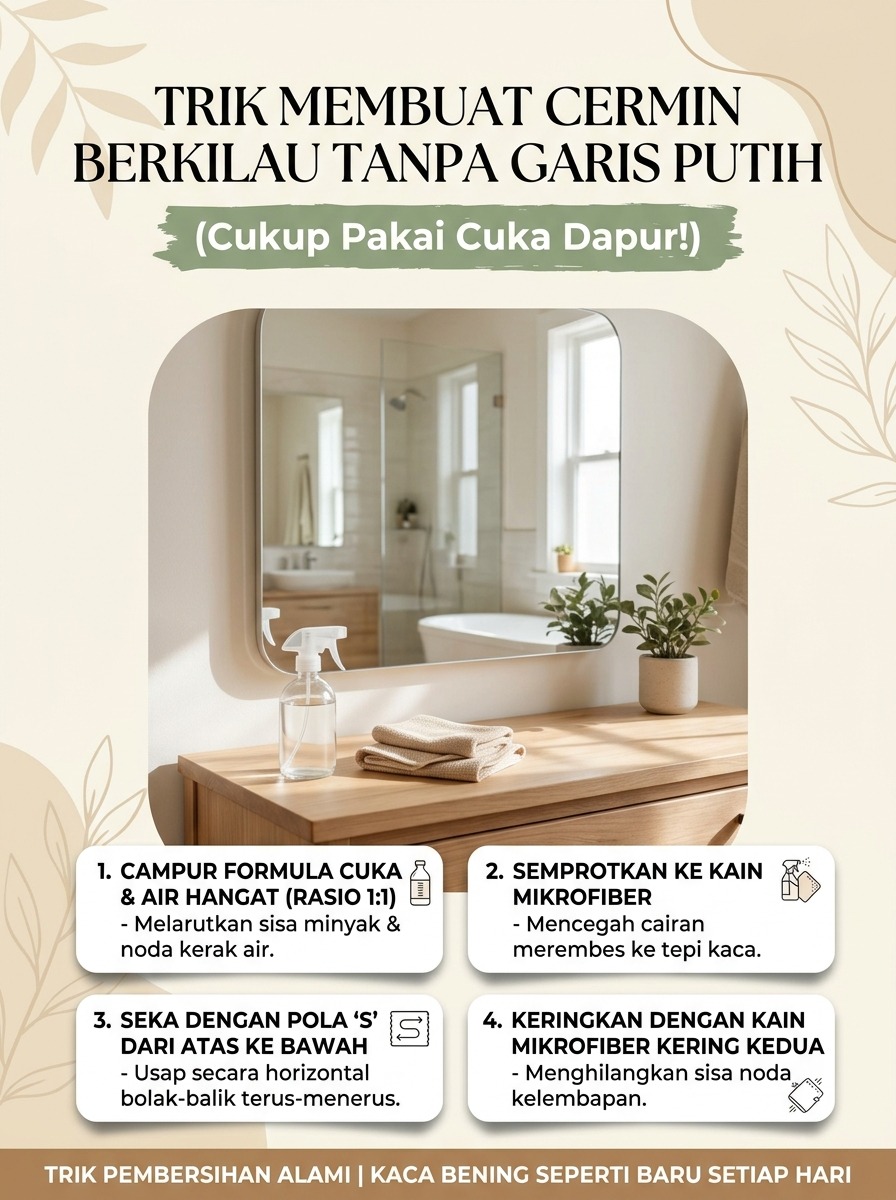 TRIK MEMBUAT CERMIN
BERKILAU TANPA GARIS PUTIH
(Cukup Pakai Cuka Dapur!)
1. CAMPUR FORMULA CUKA
& AIR HANGAT (RASIO 1:1)
- Melarutkan sisa minyak &
noda kerak air.
2. SEMPROTKAN KE KAIN
MIKROFIBER
- Mencegah cairan
merembes ke tepi kaca.
3. SEKA DENGAN POLA ‘S’
DARI ATAS KE BAWAH
- Usap secara horizontal
bolak-balik terus-menerus.
4. KERINGKAN DENGAN KAIN
MIKROFIBER KERING KEDUA
- Menghilangkan sisa noda
kelembapan.
TRIK PEMBERSIHAN ALAMI | KACA BENING SEPERTI BARU SETIAP HARI